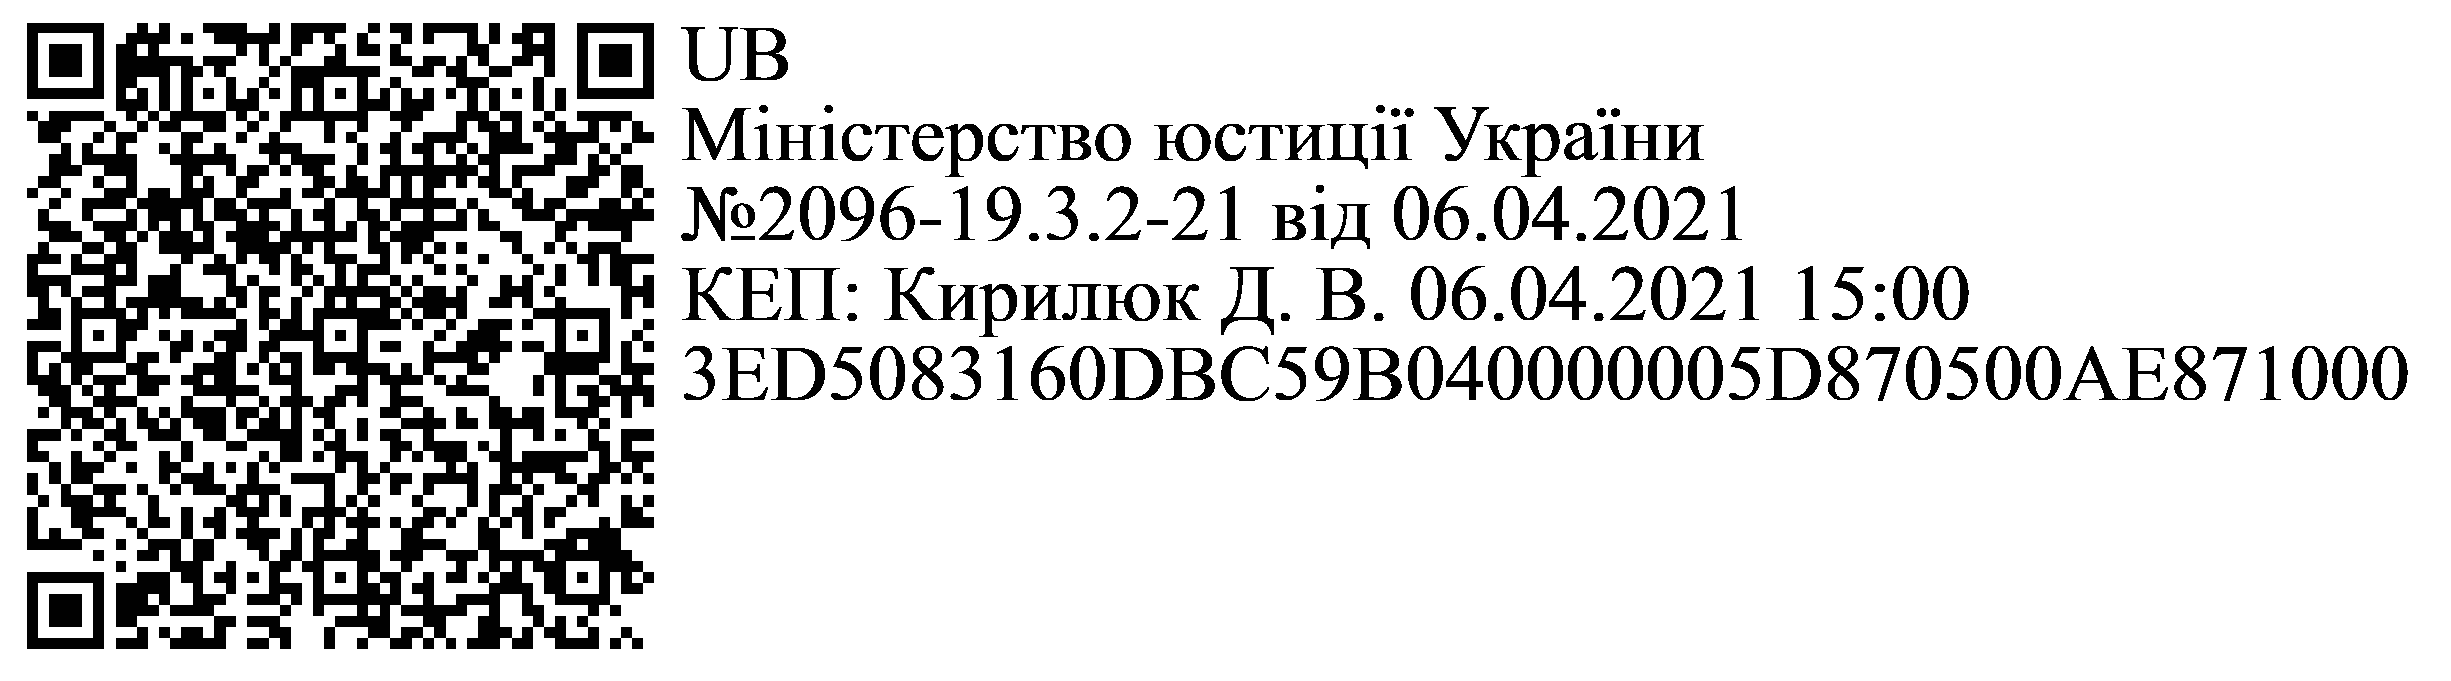 UB
Міністерство юстиції України
№2096-19.3.2-21 від 06.04.2021
КЕП: Кирилюк Д. В. 06.04.2021 15:00
3ED5083160DBC59B040000005D870500AE871000